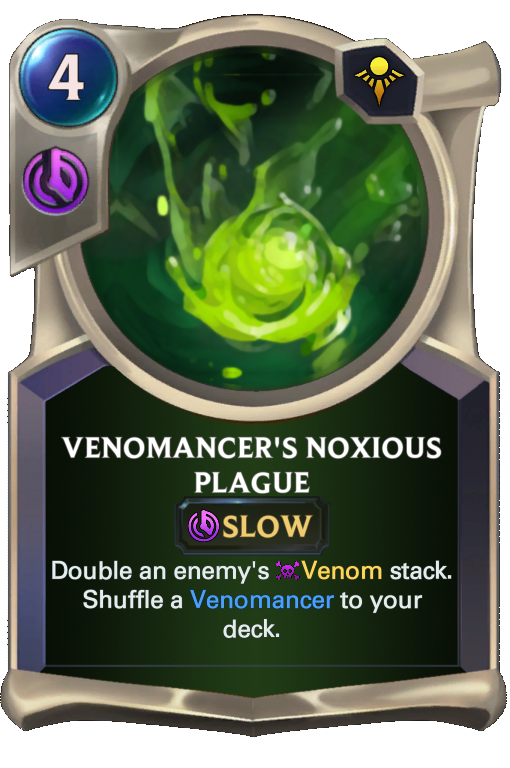 4
VENOMANCER'S NOXIOUS
PLAGUE
SLOW
Double an enemy's Venom stack.
Shuffle a Venomancer to your
deck.